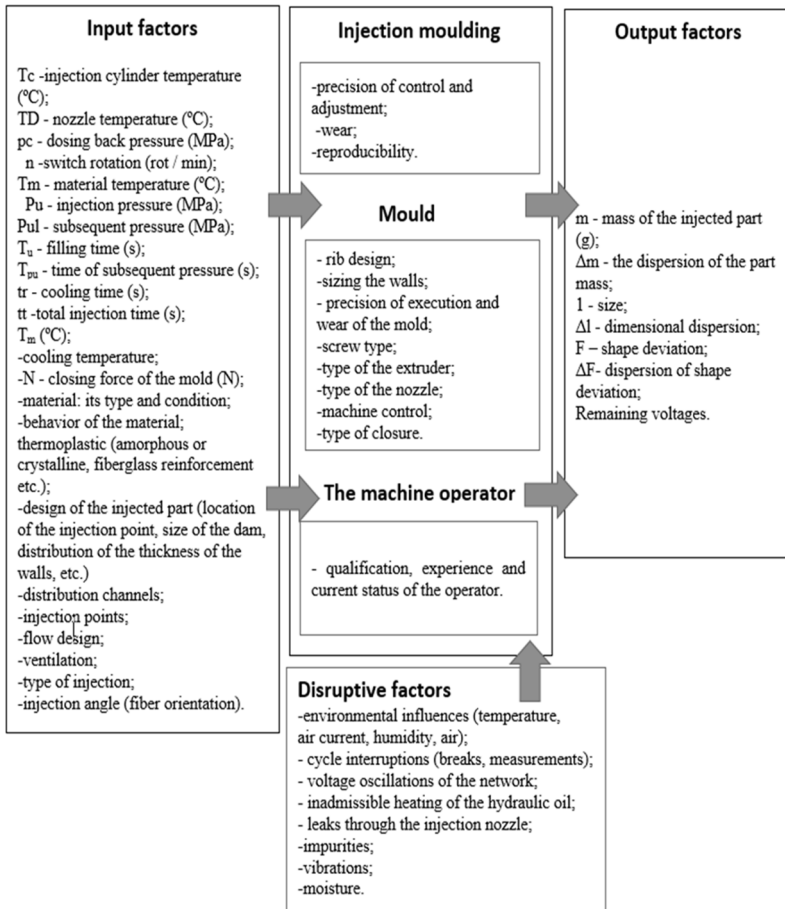 Input factors
Tc -injection cylinder temperature
(ºC);
TD - nozzle temperature (ºC);
pc - dosing back pressure (MPa);
n -switch rotation (rot / min);
Tm - material temperature (ºC);
Pu - injection pressure (MPa);
Pul - subsequent pressure (MPa);
Tᵤ - filling time (s);
Tₚᵤ - time of subsequent pressure (s);
tr - cooling time (s);
tt -total injection time (s);
Tₘ (ºC);
-cooling temperature;
-N - closing force of the mold (N);
-material: its type and condition;
-behavior of the material;
thermoplastic (amorphous or
crystalline, fiberglass reinforcement
etc.);
-design of the injected part (location
of the injection point, size of the dam,
distribution of the thickness of the
walls, etc.)
-distribution channels;
-injection points;
-flow design;
-ventilation;
-type of injection;
-injection angle (fiber orientation).
Injection moulding
-precision of control and
adjustment;
-wear;
-reproducibility.
Mould
- rib design;
-sizing the walls;
- precision of execution and
wear of the mold;
-screw type;
-type of the extruder;
-type of the nozzle;
-machine control;
-type of closure.
The machine operator
- qualification, experience and
current status of the operator.
Disruptive factors
-environmental influences (temperature,
air current, humidity, air);
- cycle interruptions (breaks, measurements);
- voltage oscillations of the network;
- inadmissible heating of the hydraulic oil;
- leaks through the injection nozzle;
-impurities;
-vibrations;
-moisture.
Output factors
m - mass of the injected part
(g);
Δm - the dispersion of the part
mass;
1 - size;
Δl - dimensional dispersion;
F – shape deviation;
ΔF- dispersion of shape
deviation;
Remaining voltages.